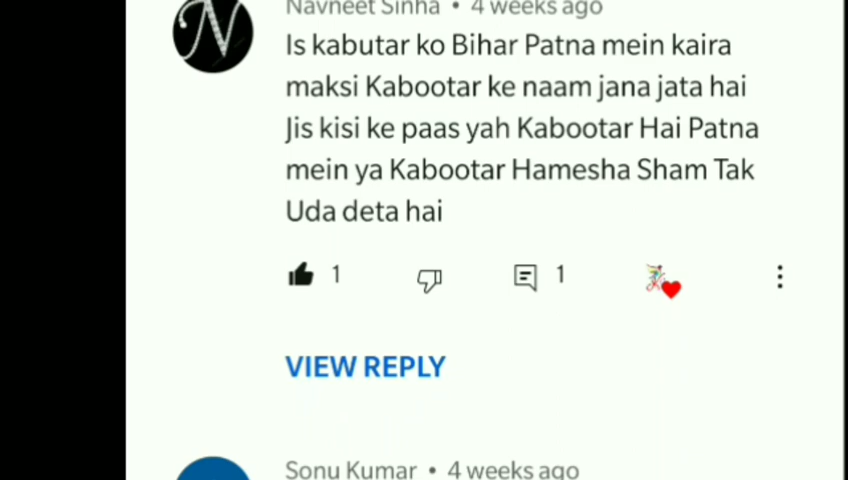 Navneet Sinha • 4 weeks ago
Is kabutar ko Bihar Patna mein kaira
maksi Kabootar ke naam jana jata hai
Jis kisi ke paas yah Kabootar Hai Patna
mein ya Kabootar Hamesha Sham Tak
Uda deta hai
1 1
VIEW REPLY
Sonu Kumar • 4 weeks ago